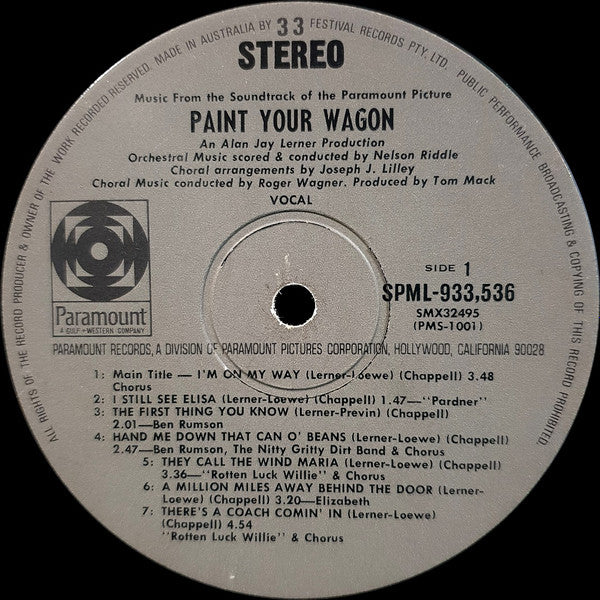 ALL RIGHTS OF THE RECORD PRODUCER & OWNER OF THE WORK RECORDED RESERVED. MADE IN AUSTRALIA BY FESTIVAL RECORDS PTY. LTD. PUBLIC PERFORMANCE BROADCASTING & COPYING OF THIS RECORD PROHIBITED
33
STEREO
Music From the Soundtrack of the Paramount Picture
PAINT YOUR WAGON
An Alan Jay Lerner Production
Orchestral Music scored & conducted by Nelson Riddle
Choral arrangements by Joseph J. Lilley
Choral Music conducted by Roger Wagner. Produced by Tom Mack
VOCAL
Paramount
A GULF+WESTERN COMPANY
SIDE 1
SPML-933,536
SMX32495
(PMS-1001)
PARAMOUNT RECORDS, A DIVISION OF PARAMOUNT PICTURES CORPORATION, HOLLYWOOD, CALIFORNIA 90028
1: Main Title — I'M ON MY WAY (Lerner-Loewe) (Chappell) 3.48
Chorus
2: I STILL SEE ELISA (Lerner-Loewe) (Chappell) 1.47—"Pardner"
3: THE FIRST THING YOU KNOW (Lerner-Previn) (Chappell)
2.01—Ben Rumson
4: HAND ME DOWN THAT CAN O' BEANS (Lerner-Loewe) (Chappell)
2.47—Ben Rumson, The Nitty Gritty Dirt Band & Chorus
5: THEY CALL THE WIND MARIA (Lerner-Loewe) (Chappell)
3.36—"Rotten Luck Willie" & Chorus
6: A MILLION MILES AWAY BEHIND THE DOOR (Lerner-
Loewe) (Chappell) 3.20—Elizabeth
7: THERE'S A COACH COMIN' IN (Lerner-Loewe)
(Chappell) 4.54
"Rotten Luck Willie" & Chorus